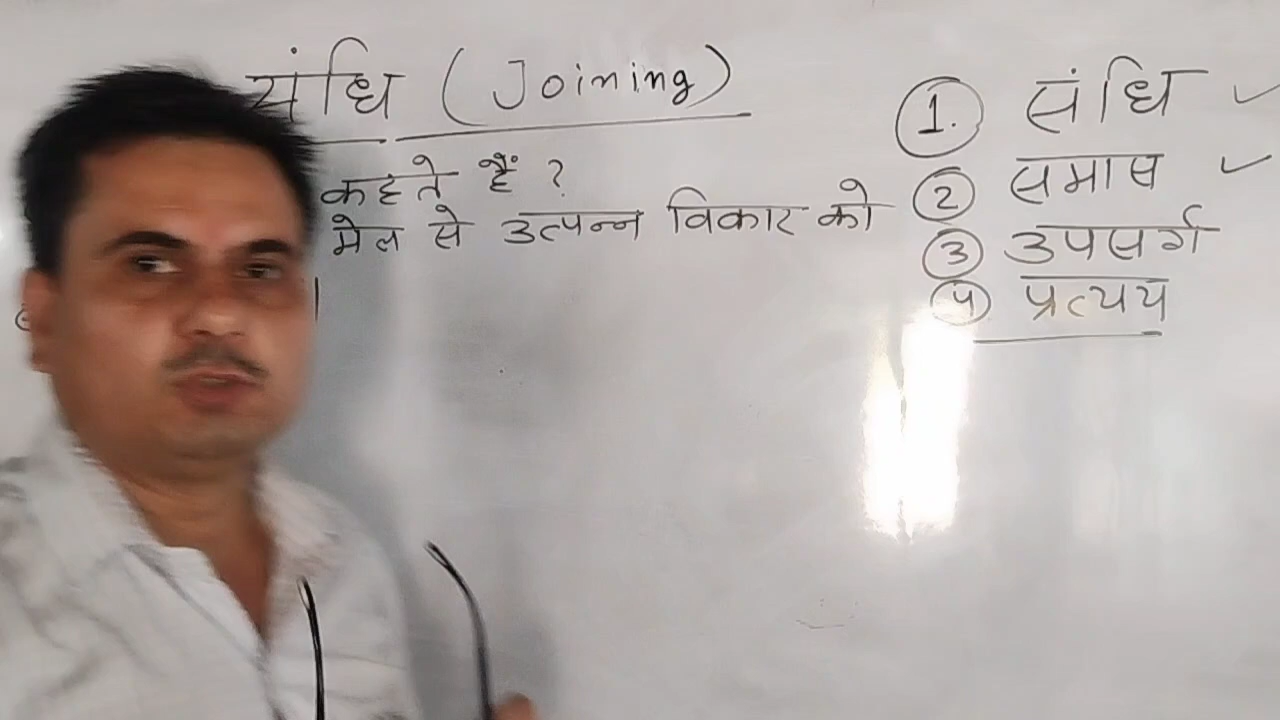 संधि (Joining)
कहते हैं ?
मेल से उत्पन्न विकार को
।
1. संधि ✓
2 समास ✓
3 उपसर्ग
4 प्रत्यय